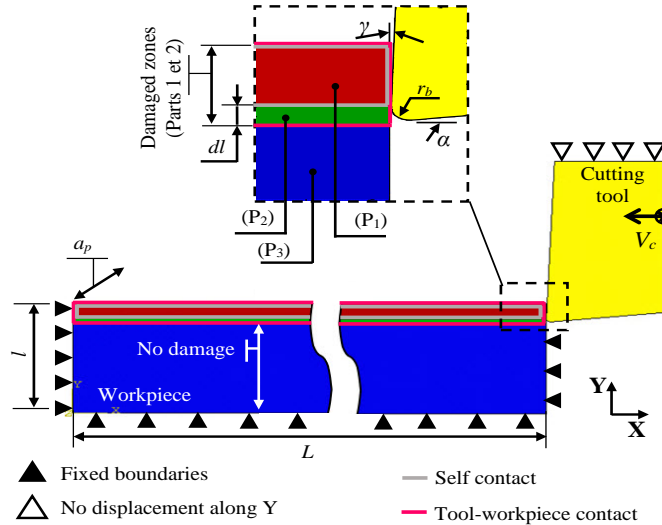 γ
Damaged zones
(Parts 1 et 2)
r_b
dl
α
(P₂)
(P₁)
(P₃)
Cutting
tool
V_c
a_p
No damage
l
Y
X
Workpiece
Y
X
L
Fixed boundaries
Self contact
No displacement along Y
Tool-workpiece contact